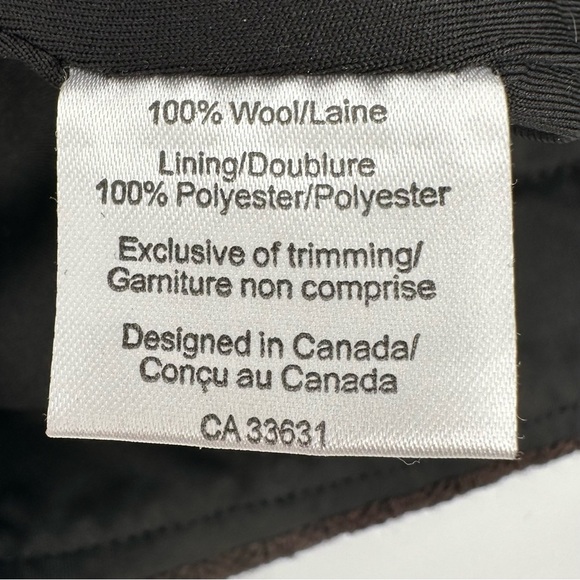 100% Wool/Laine
Lining/Doublure
100% Polyester/Polyester
Exclusive of trimming/
Garniture non comprise
Designed in Canada/
Conçu au Canada
CA 33631